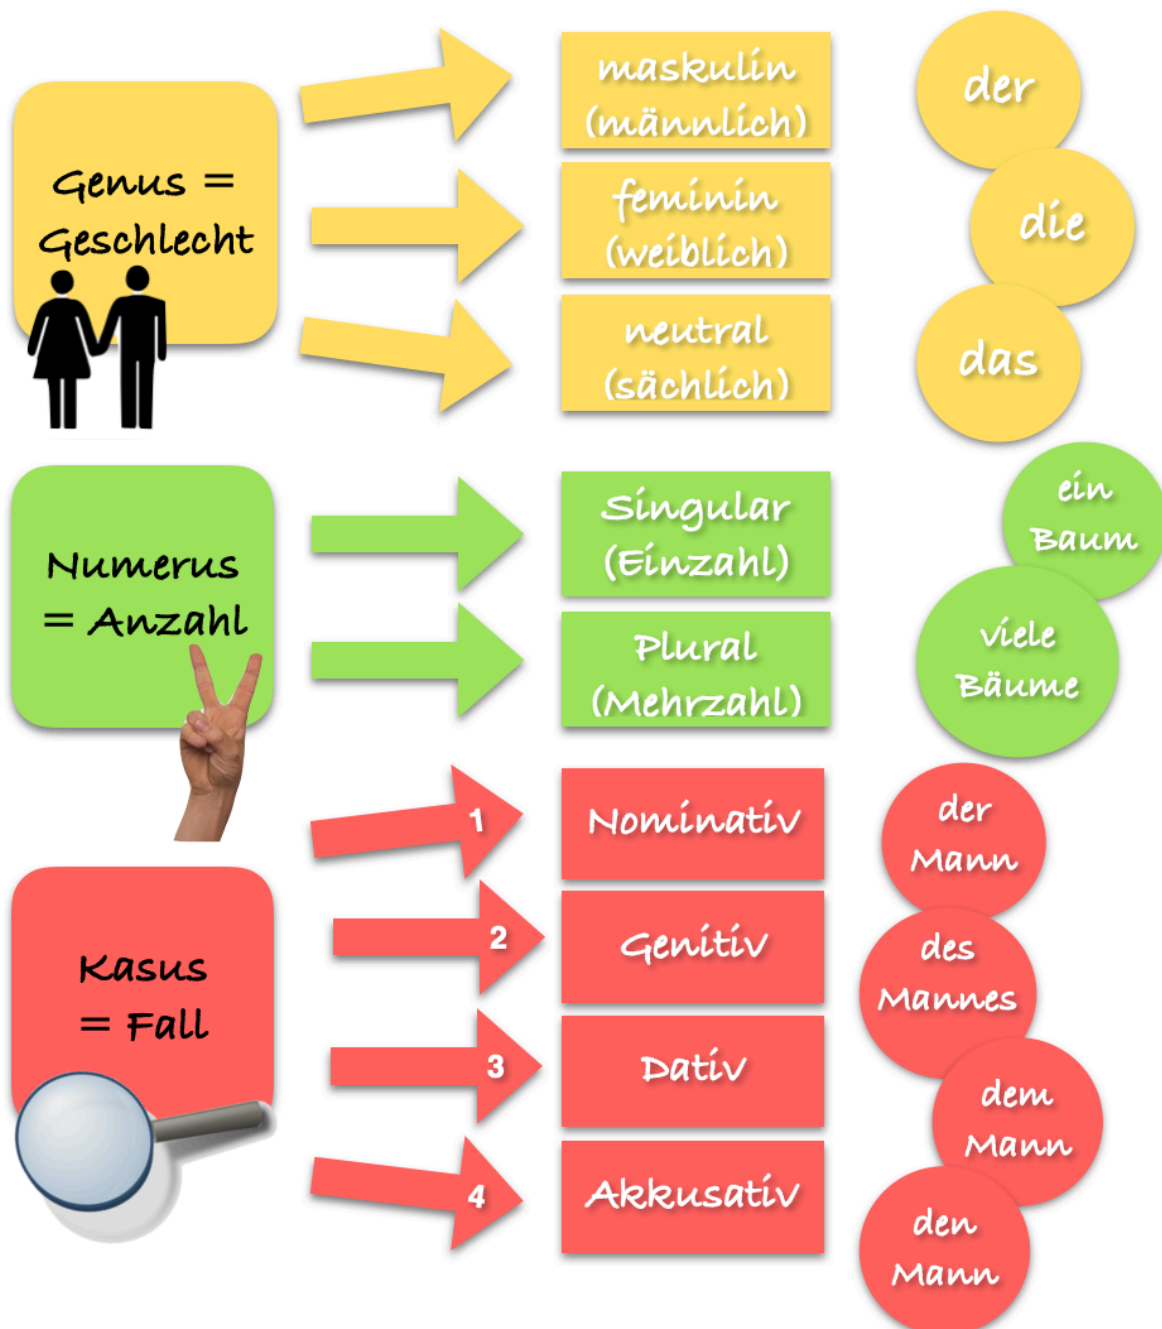 Genus =
Geschlecht
maskulin
(männlich)
der
feminin
(weiblich)
die
neutral
(sächlich)
das
Numerus
= Anzahl
Singular
(Einzahl)
ein
Baum
Plural
(Mehrzahl)
viele
Bäume
Kasus
= Fall
1
Nominativ
der
Mann
2
Genitiv
des
Mannes
3
Dativ
dem
Mann
4
Akkusativ
den
Mann